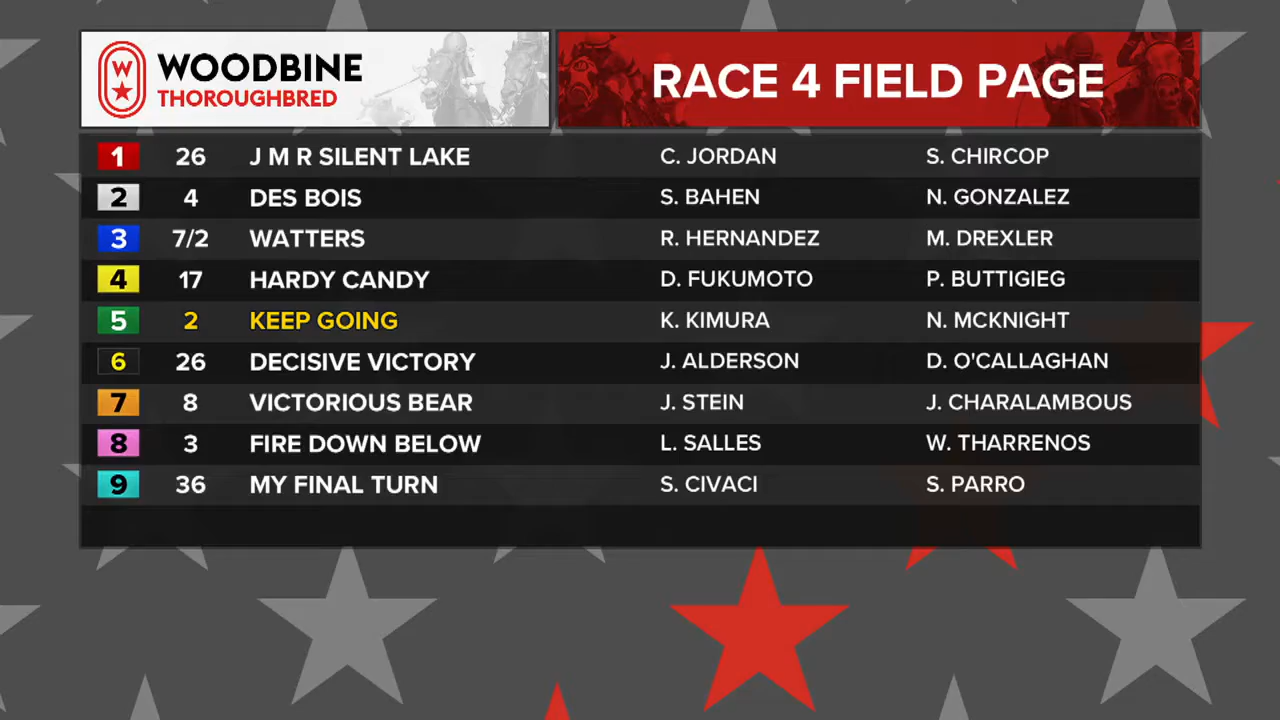 W
WOODBINE
THOROUGHBRED
RACE 4 FIELD PAGE
1 26 J M R SILENT LAKE C. JORDAN S. CHIRCOP
2 4 DES BOIS S. BAHEN N. GONZALEZ
3 7/2 WATTERS R. HERNANDEZ M. DREXLER
4 17 HARDY CANDY D. FUKUMOTO P. BUTTIGIEG
5 2 KEEP GOING K. KIMURA N. MCKNIGHT
6 26 DECISIVE VICTORY J. ALDERSON D. O'CALLAGHAN
7 8 VICTORIOUS BEAR J. STEIN J. CHARALAMBOUS
8 3 FIRE DOWN BELOW L. SALLES W. THARRENOS
9 36 MY FINAL TURN S. CIVACI S. PARRO